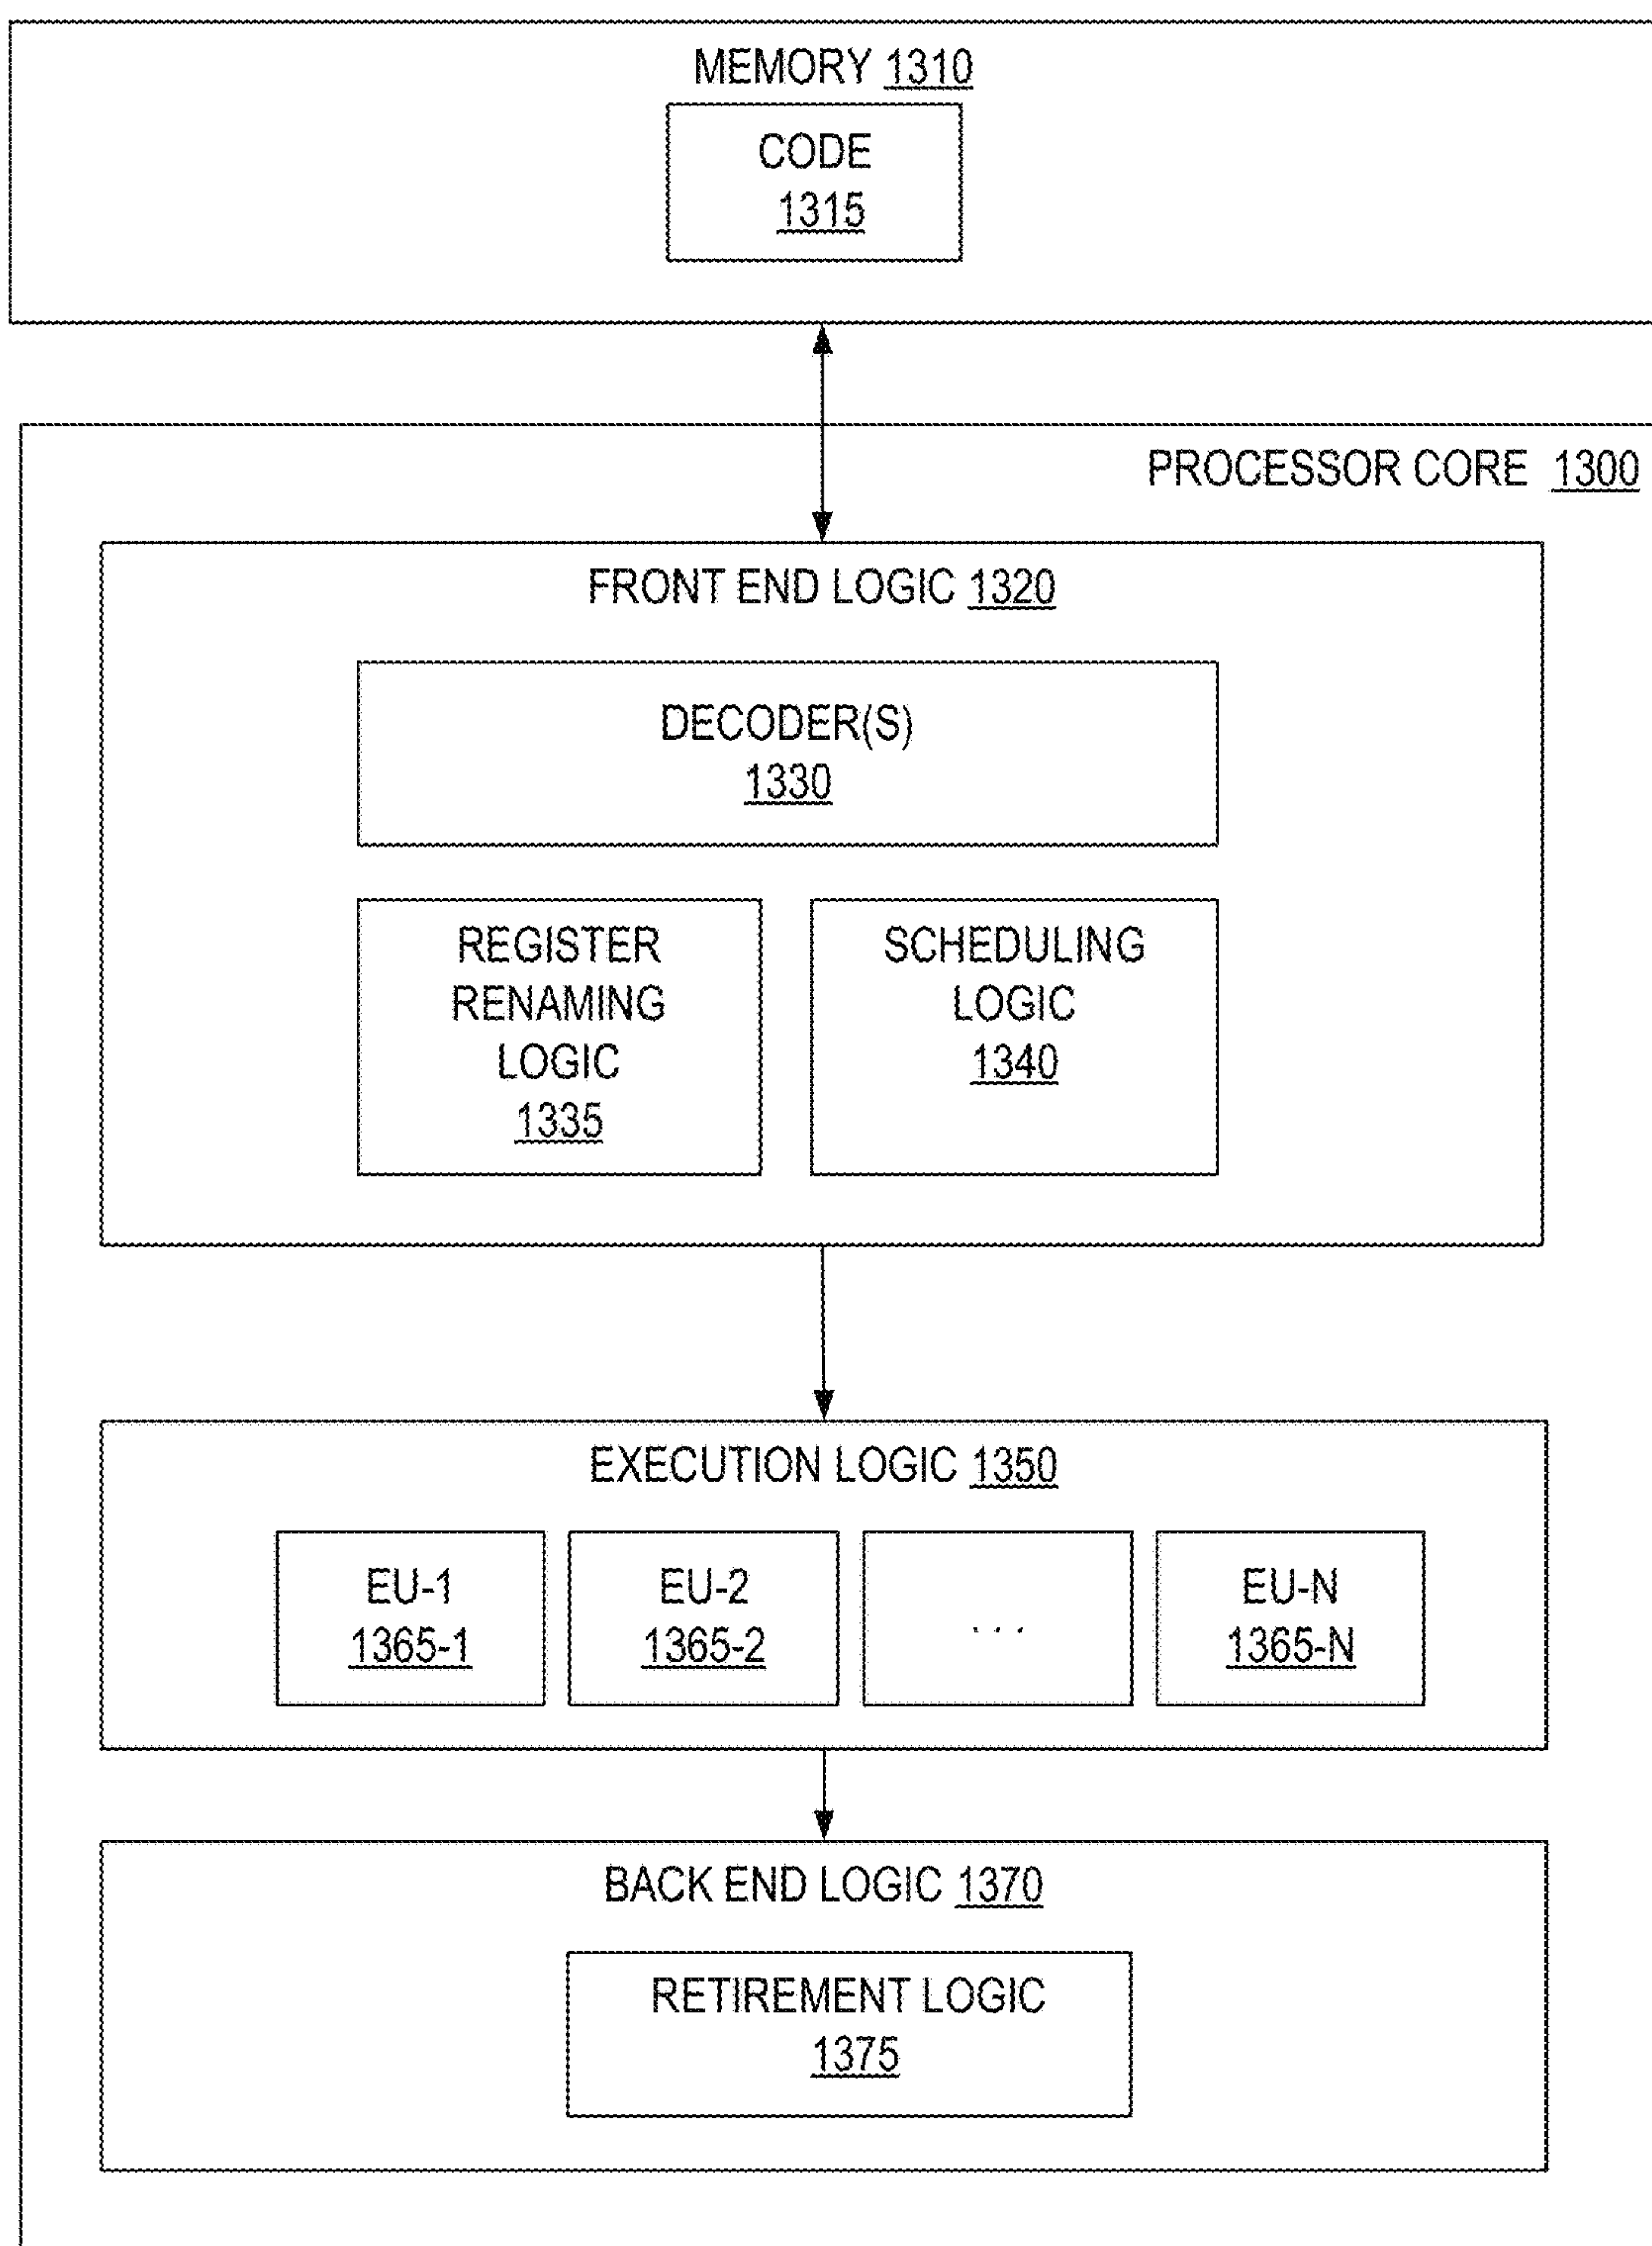 MEMORY 1310
CODE
1315
PROCESSOR CORE 1300
FRONT END LOGIC 1320
DECODER(S)
1330
REGISTER
RENAMING
LOGIC
1335
SCHEDULING
LOGIC
1340
EXECUTION LOGIC 1350
EU-1
1365-1
EU-2
1365-2
. . .
EU-N
1365-N
BACK END LOGIC 1370
RETIREMENT LOGIC
1375